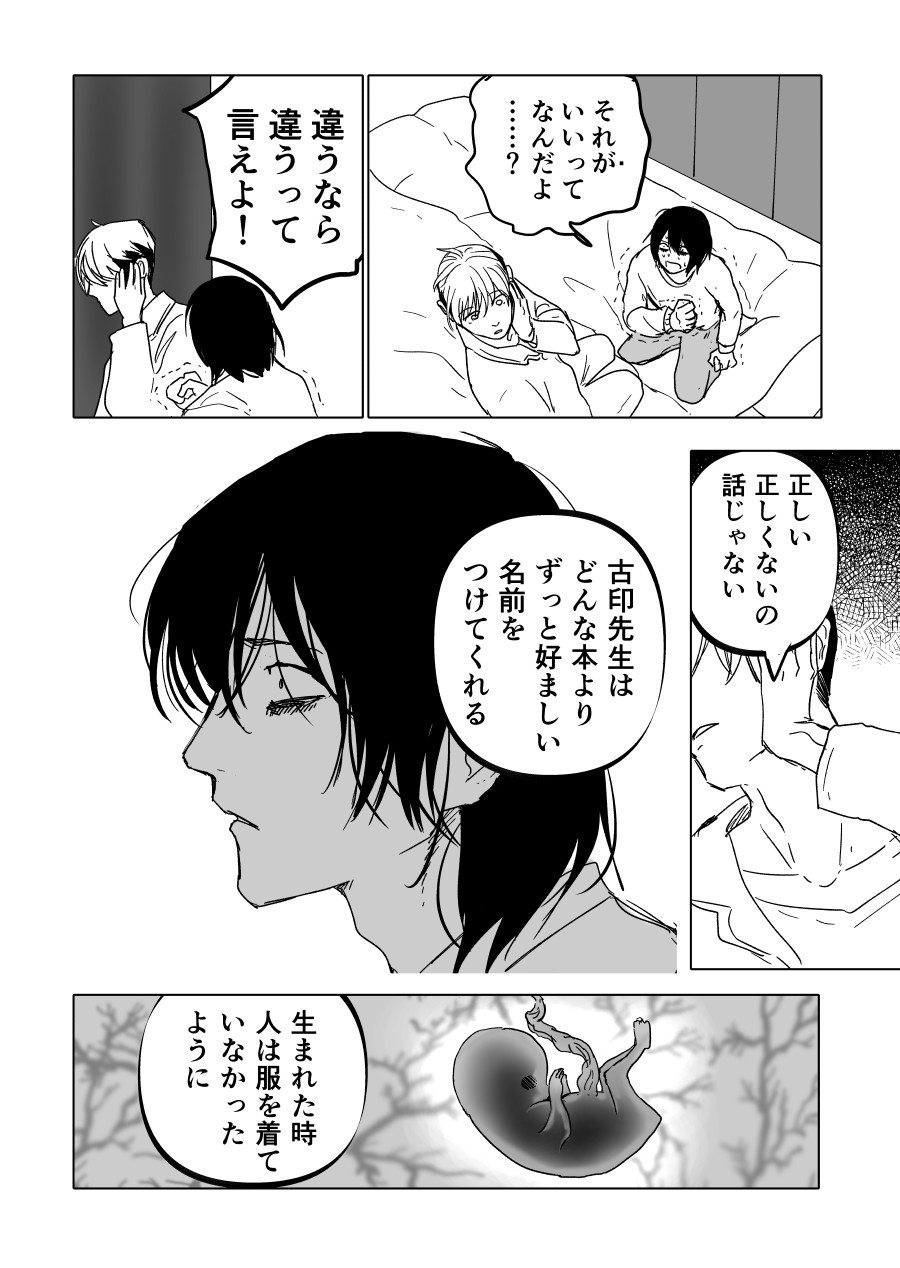 それが
いいって
なんだよ
……?
違うなら
違うって
言えよ!
正しい
正しくないの
話じゃない
古印先生は
どんな本より
ずっと好ましい
名前を
つけてくれる
生まれた時
人は服を着て
いなかった
ように